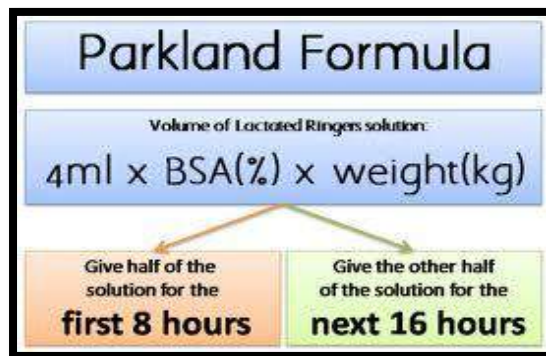 Parkland Formula
Volume of Lactated Ringers solution:
4ml x BSA(%) x weight(kg)
Give half of the
solution for the
first 8 hours
Give the other half
of the solution for the
next 16 hours